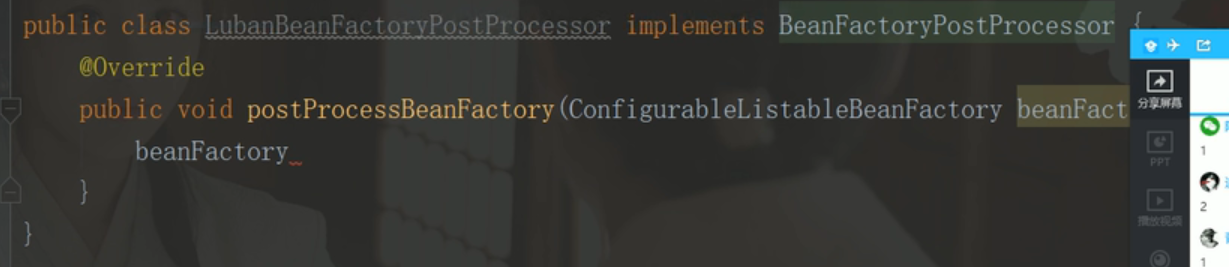 public class LubanBeanFactoryPostProcessor implements BeanFactoryPostProcessor {
@Override
public void postProcessBeanFactory(ConfigurableListableBeanFactory beanFact
beanFactory
}
}
分享屏幕
PPT
播放视频
1
2
1